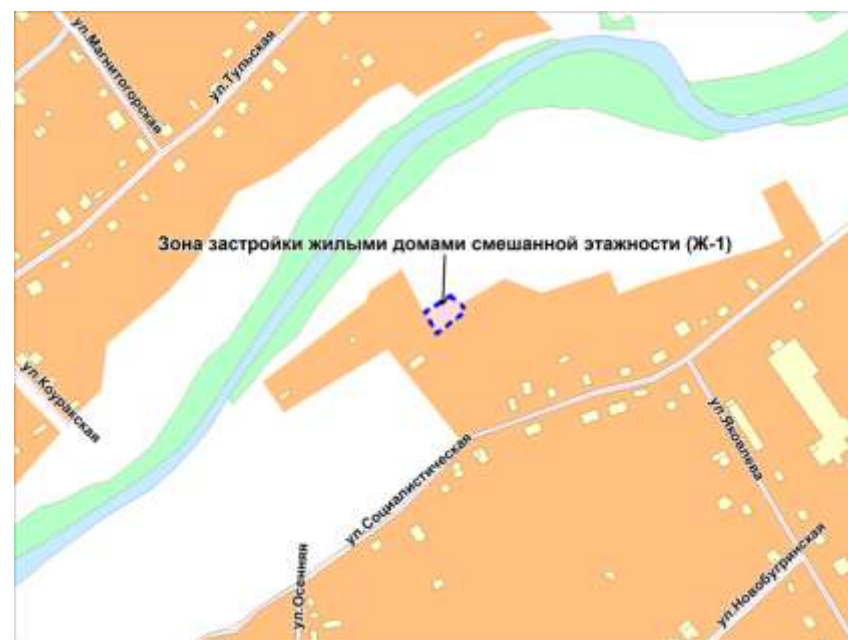 ул.Магнитогорская
ул.Тульская
Зона застройки жилыми домами смешанной этажности (Ж-1)
ул.Коуракская
ул.Яковлева
ул.Социалистическая
ул.Осенняя
ул.Новобугринская